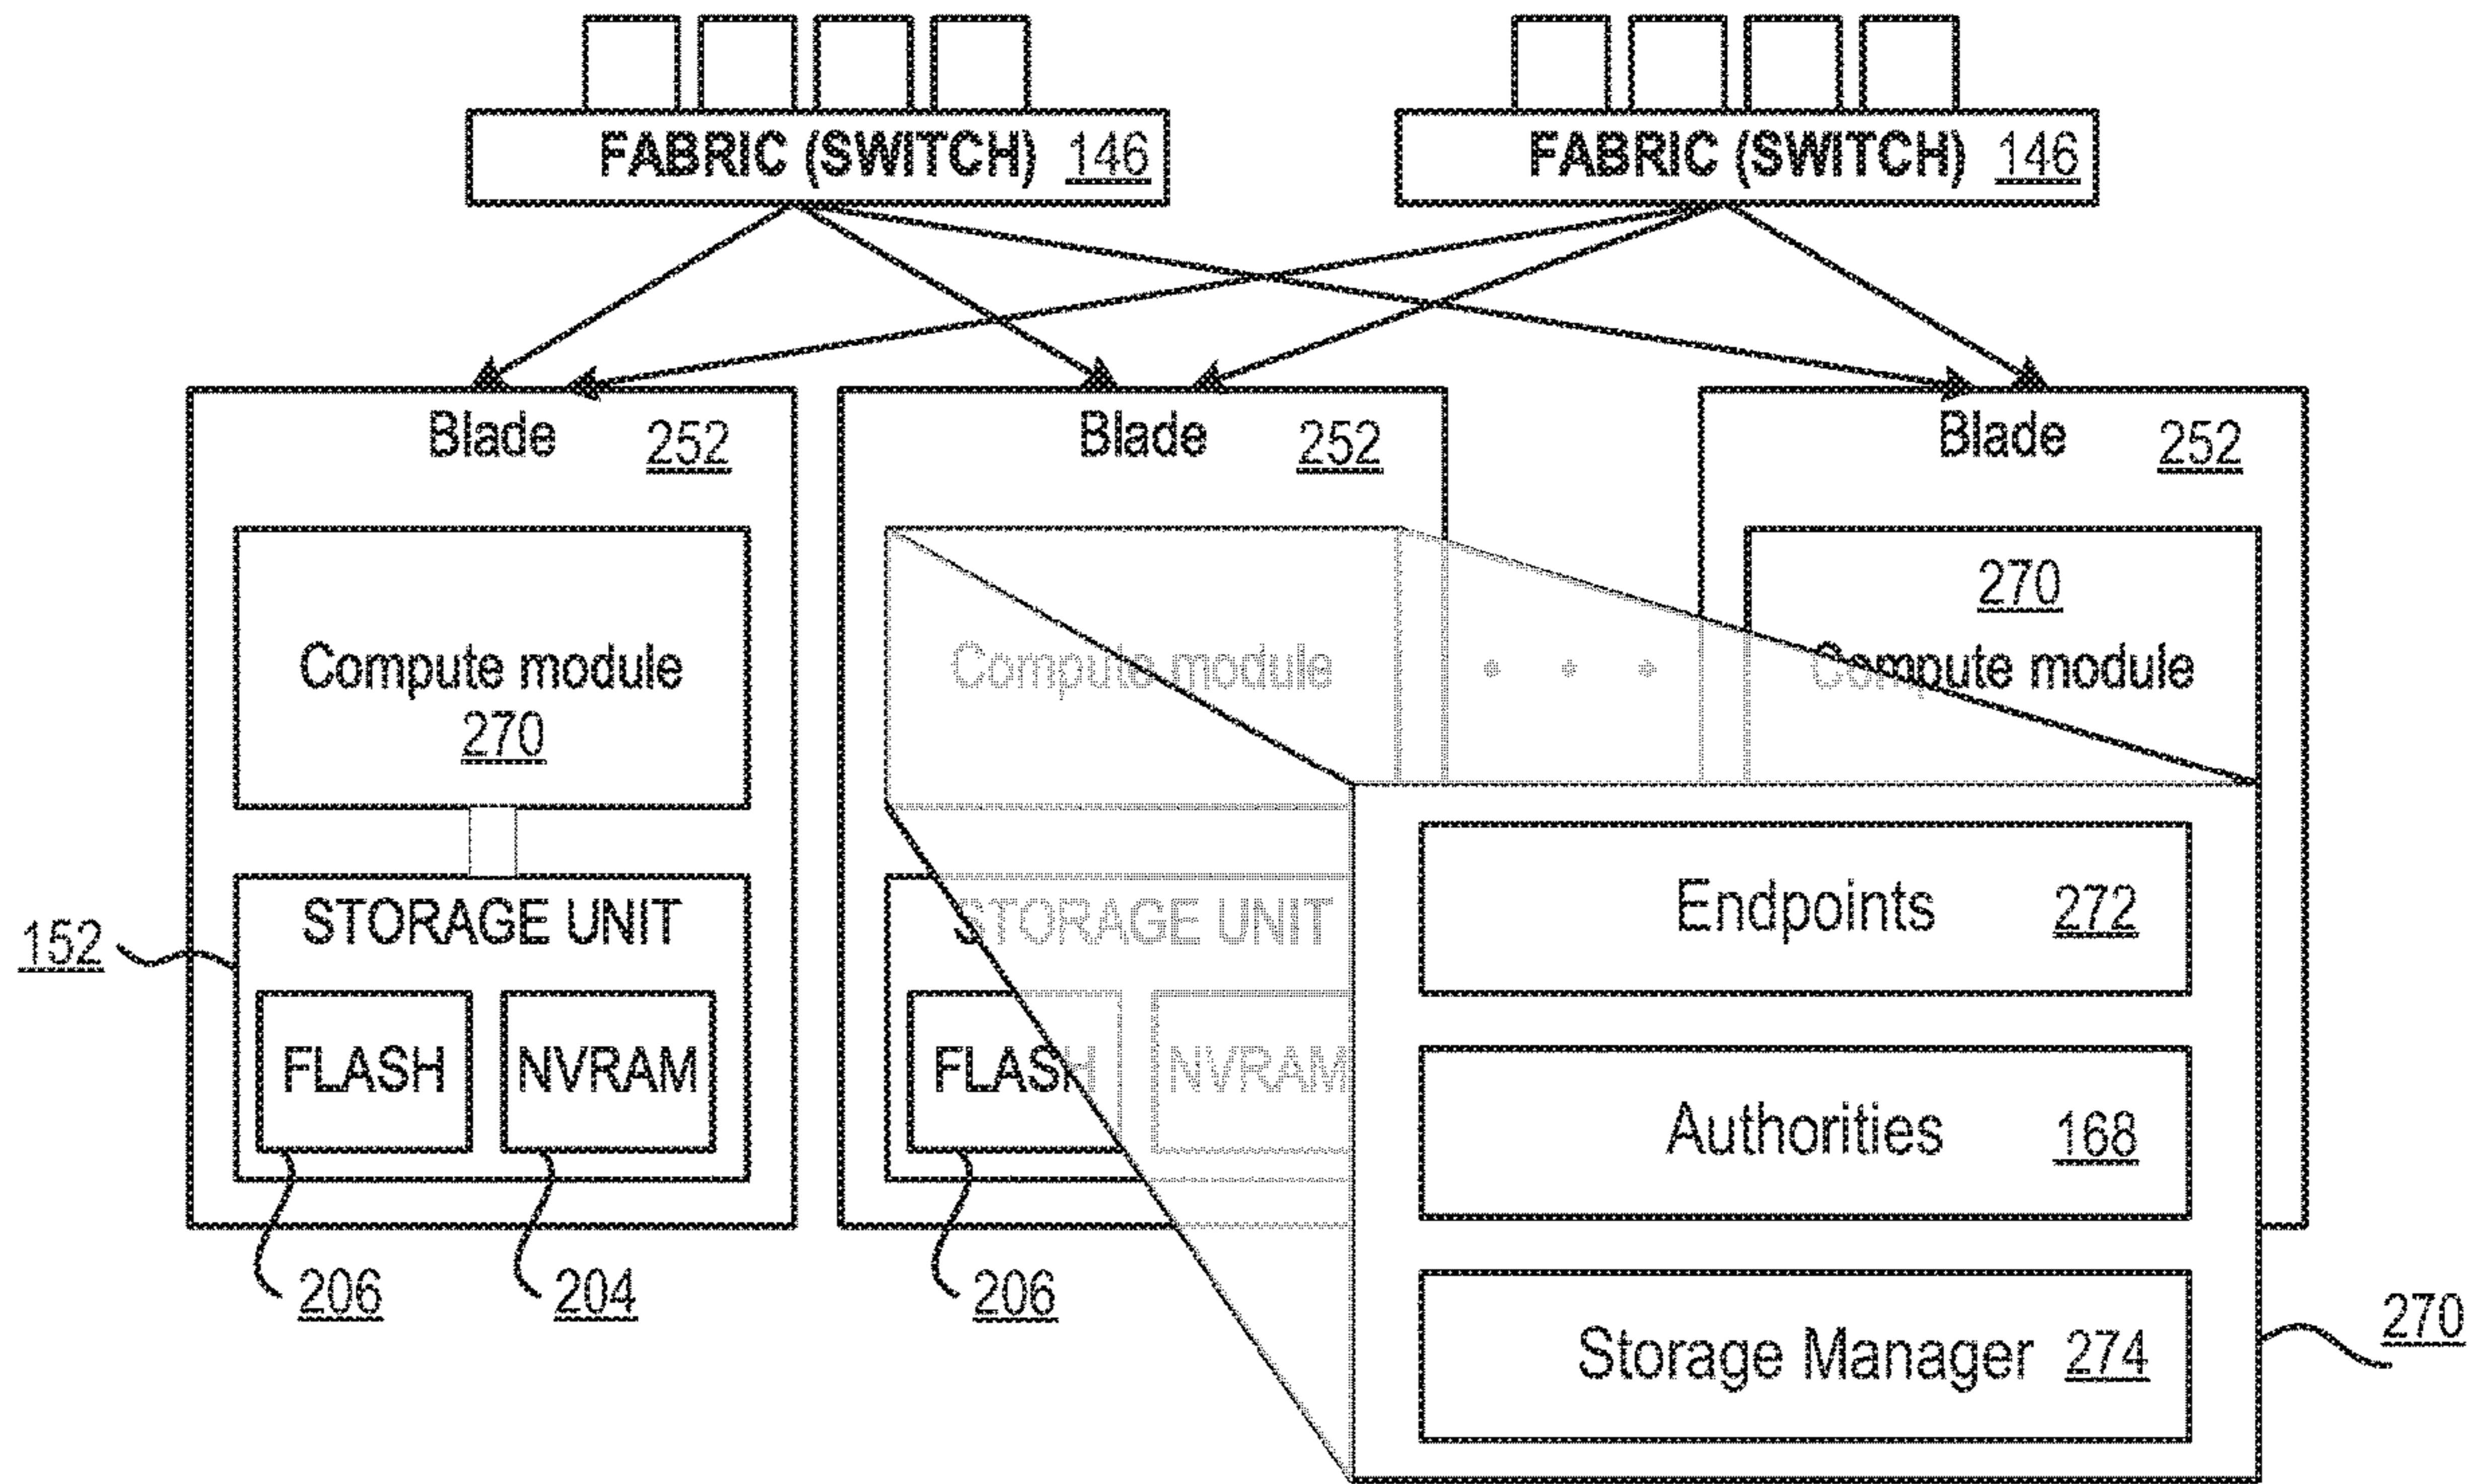 FABRIC (SWITCH) 146
FABRIC (SWITCH) 146
Blade 252
Blade 252
Blade 252
Compute module
270
Compute module
270
Compute module
152
STORAGE UNIT
FLASH
NVRAM
206
204
STORAGE UNIT
FLASH
NVRAM
206
Endpoints 272
Authorities 168
Storage Manager 274
270